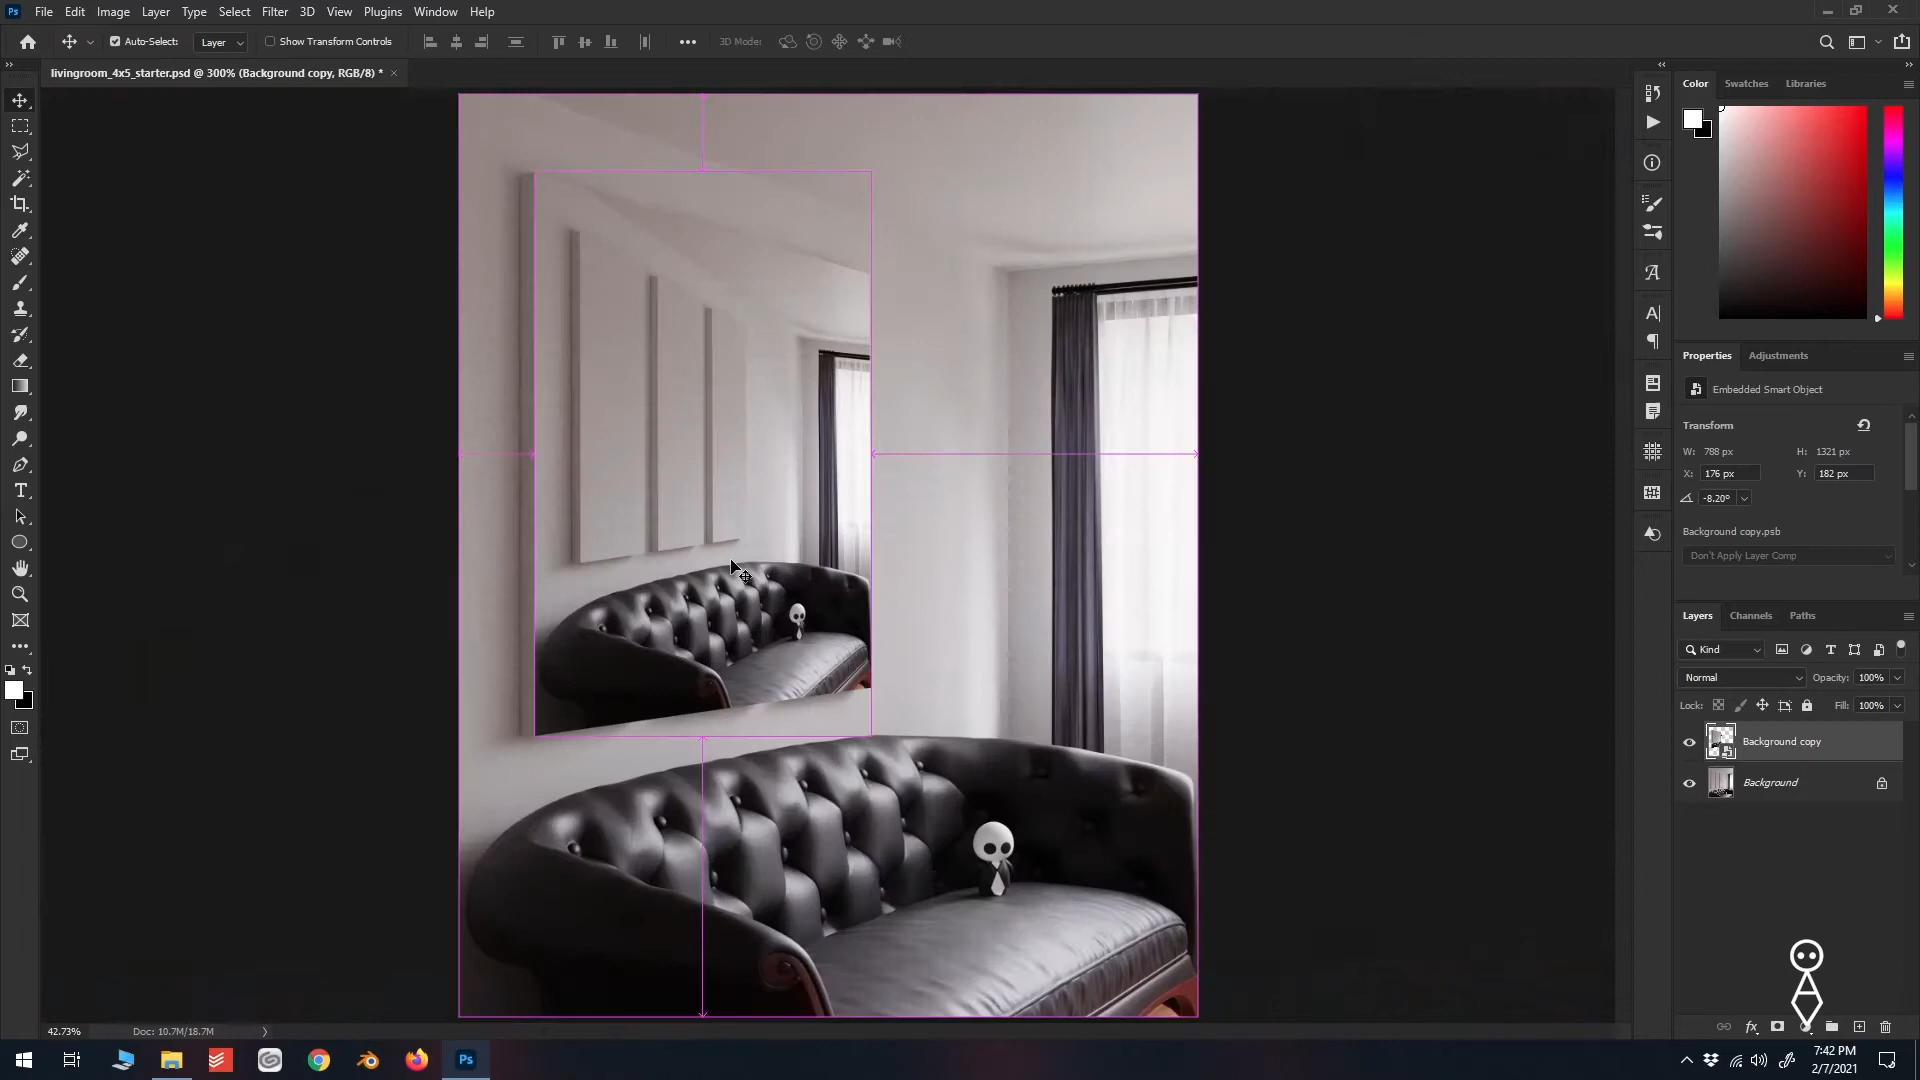 Ps File Edit Image Layer Type Select Filter 3D View Plugins Window Help
Auto-Select: Layer Show Transform Controls 3D Mode:
livingroom_4x5_starter.psd @ 300% (Background copy, RGB/8) *
Color Swatches Libraries
Properties Adjustments
Embedded Smart Object
Transform
W: 788 px H: 1321 px
X: 176 px Y: 182 px
-8.20°
Background copy.psb
Don't Apply Layer Comp
Layers Channels Paths
Kind
Normal Opacity: 100%
Lock: Fill: 100%
Background copy
Background
42.73% Doc: 10.7M/18.7M
Ps
7:42 PM
2/7/2021